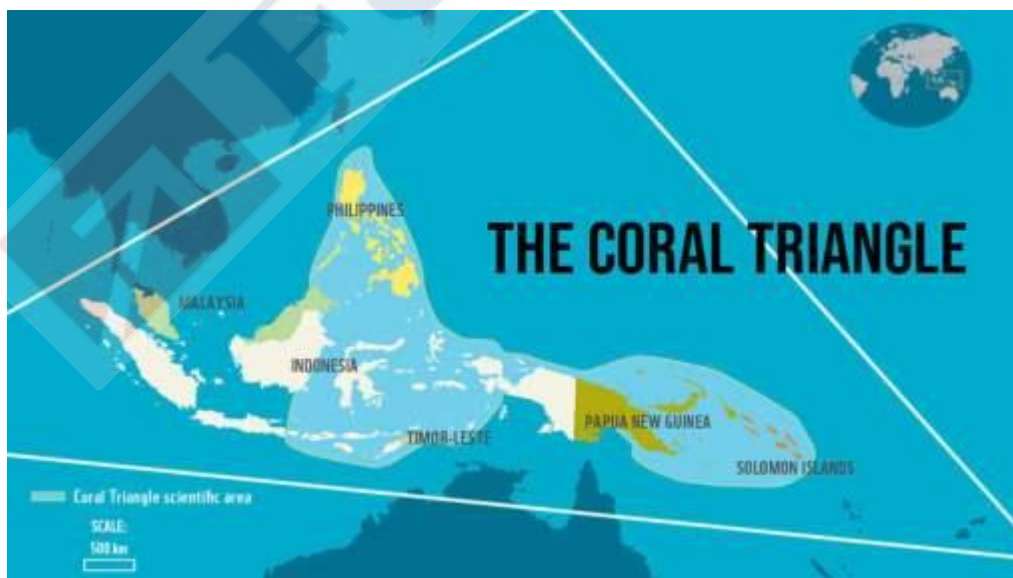 PHILIPPINES
THE CORAL TRIANGLE
MALAYSIA
INDONESIA
PAPUA NEW GUINEA
TIMOR-LESTE
SOLOMON ISLANDS
Coral Triangle scientific area
SCALE:
500 km